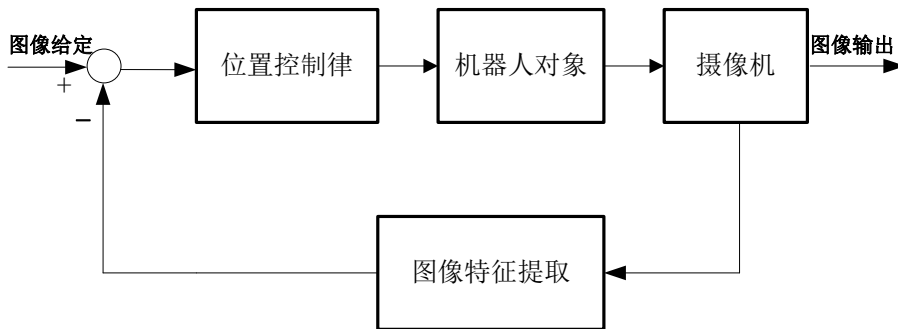 图像给定
位置控制律
机器人对象
摄像机
图像输出
+
−
图像特征提取